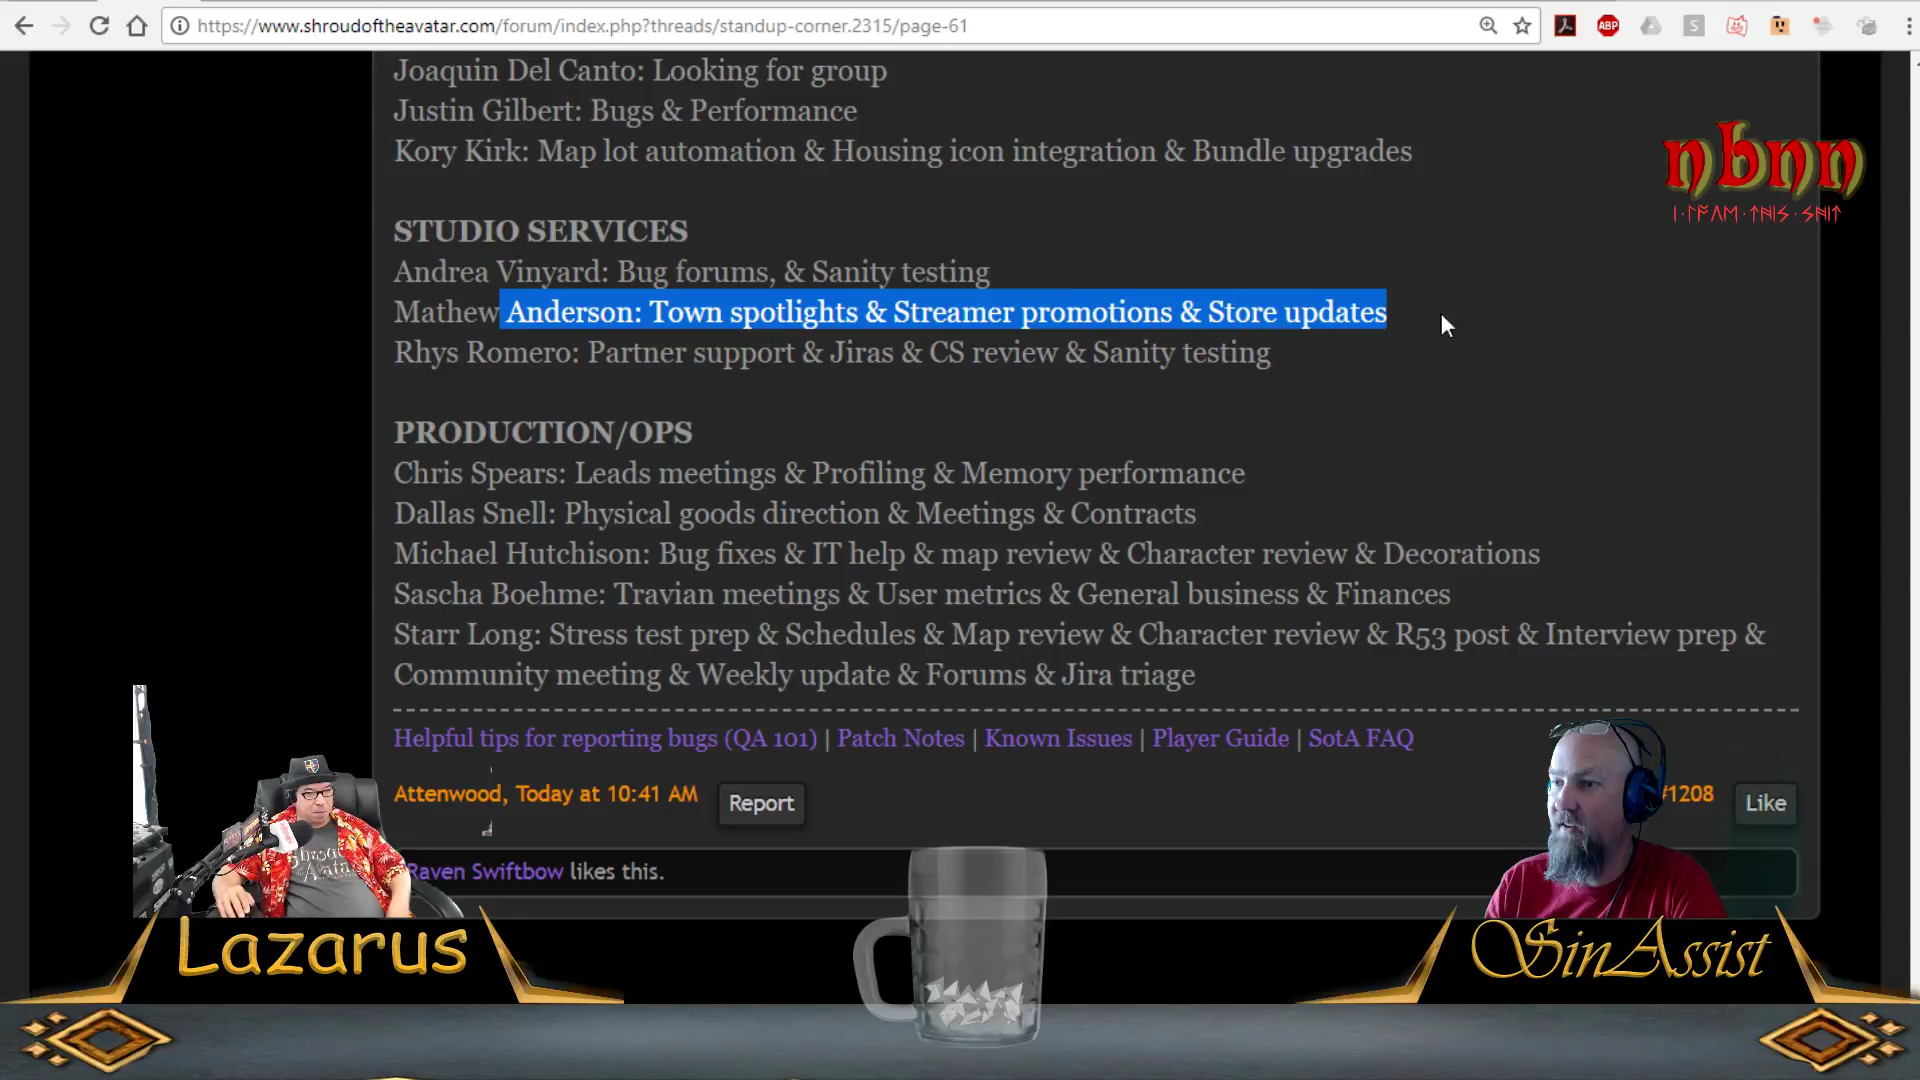 https://www.shroudoftheavatar.com/forum/index.php?threads/standup-corner.2315/page-61
ABP
S
Joaquin Del Canto: Looking for group
Justin Gilbert: Bugs & Performance
Kory Kirk: Map lot automation & Housing icon integration & Bundle upgrades
nbnn
ᛁ·ᛚᚩᚠᛖ·ᚦᛁᛋ·ᛋᚺᛁᛏ
STUDIO SERVICES
Andrea Vinyard: Bug forums, & Sanity testing
Mathew Anderson: Town spotlights & Streamer promotions & Store updates
Rhys Romero: Partner support & Jiras & CS review & Sanity testing
PRODUCTION/OPS
Chris Spears: Leads meetings & Profiling & Memory performance
Dallas Snell: Physical goods direction & Meetings & Contracts
Michael Hutchison: Bug fixes & IT help & map review & Character review & Decorations
Sascha Boehme: Travian meetings & User metrics & General business & Finances
Starr Long: Stress test prep & Schedules & Map review & Character review & R53 post & Interview prep &
Community meeting & Weekly update & Forums & Jira triage
Helpful tips for reporting bugs (QA 101) | Patch Notes | Known Issues | Player Guide | SotA FAQ
Attenwood, Today at 10:41 AM
Report
#1208
Like
Raven Swiftbow likes this.
Lazarus
SinAssist